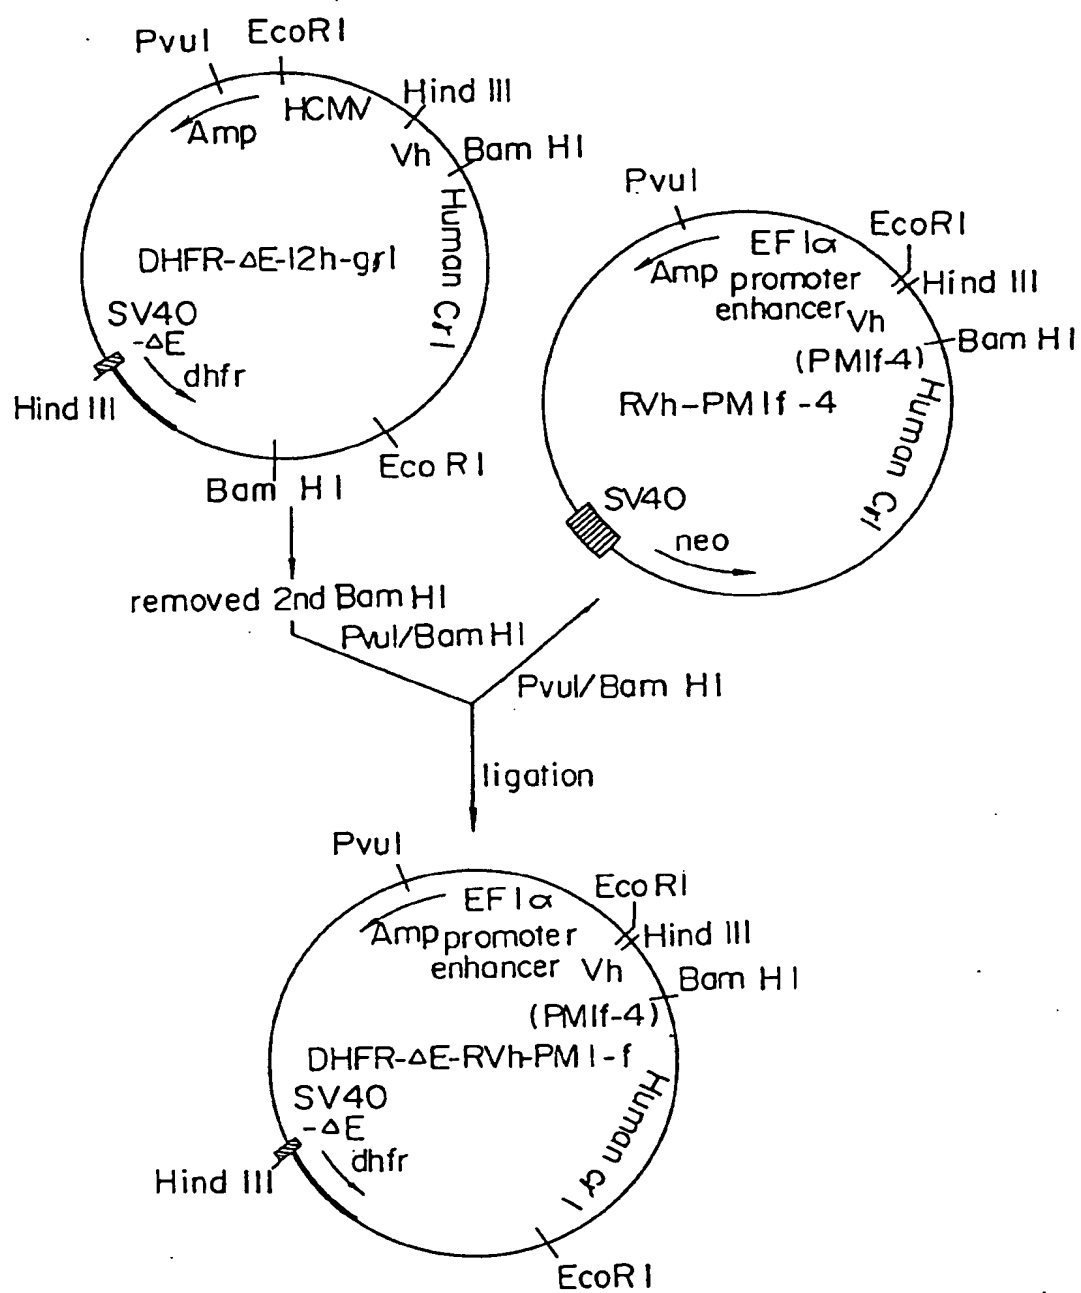 PvuI
EcoRI
HCMV
Hind III
Amp
Vh
Bam HI
Human Cγ1
DHFR-ΔE-12h-gγ1
SV40
-ΔE
dhfr
Hind III
Bam HI
Eco RI
PvuI
EcoRI
EF1α
Amp
promoter
enhancer
Hind III
Vh
(PM1f-4)
Bam HI
RVh-PM1f-4
Human Cγ1
SV40
neo
removed 2nd Bam HI
PvuI/Bam HI
PvuI/Bam HI
ligation
PvuI
Eco RI
EF1α
Amp
promoter
enhancer
Hind III
Vh
(PM1f-4)
Bam HI
DHFR-ΔE-RVh-PM1-f
Human cγ1
SV40
-ΔE
dhfr
Hind III
EcoRI